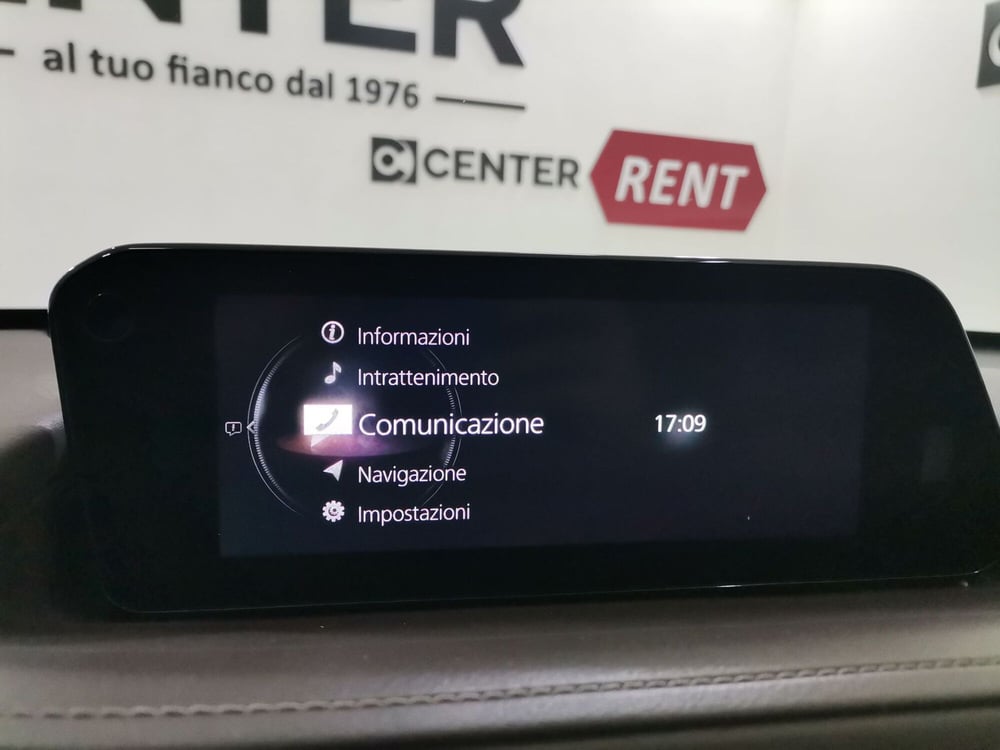 al tuo fianco dal 1976
CENTER RENT
Informazioni
Intrattenimento
Comunicazione
17:09
Navigazione
Impostazioni